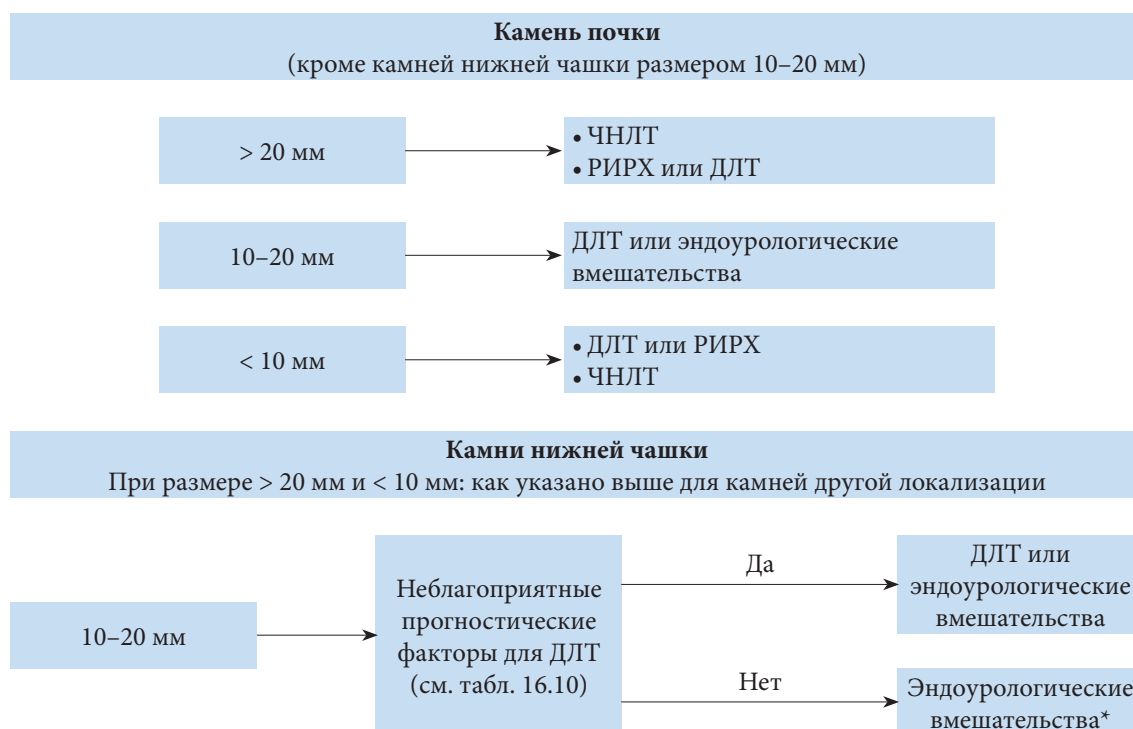 Камень почки
(кроме камней нижней чашки размером 10–20 мм)
> 20 мм
• ЧНЛТ
• РИРХ или ДЛТ
10–20 мм
ДЛТ или эндоурологические
вмешательства
< 10 мм
• ДЛТ или РИРХ
• ЧНЛТ
Камни нижней чашки
При размере > 20 мм и < 10 мм: как указано выше для камней другой локализации
10–20 мм
Неблагоприятные
прогностические
факторы для ДЛТ
(см. табл. 16.10)
Да
ДЛТ или
эндоурологические
вмешательства
Нет
Эндоурологические
вмешательства*